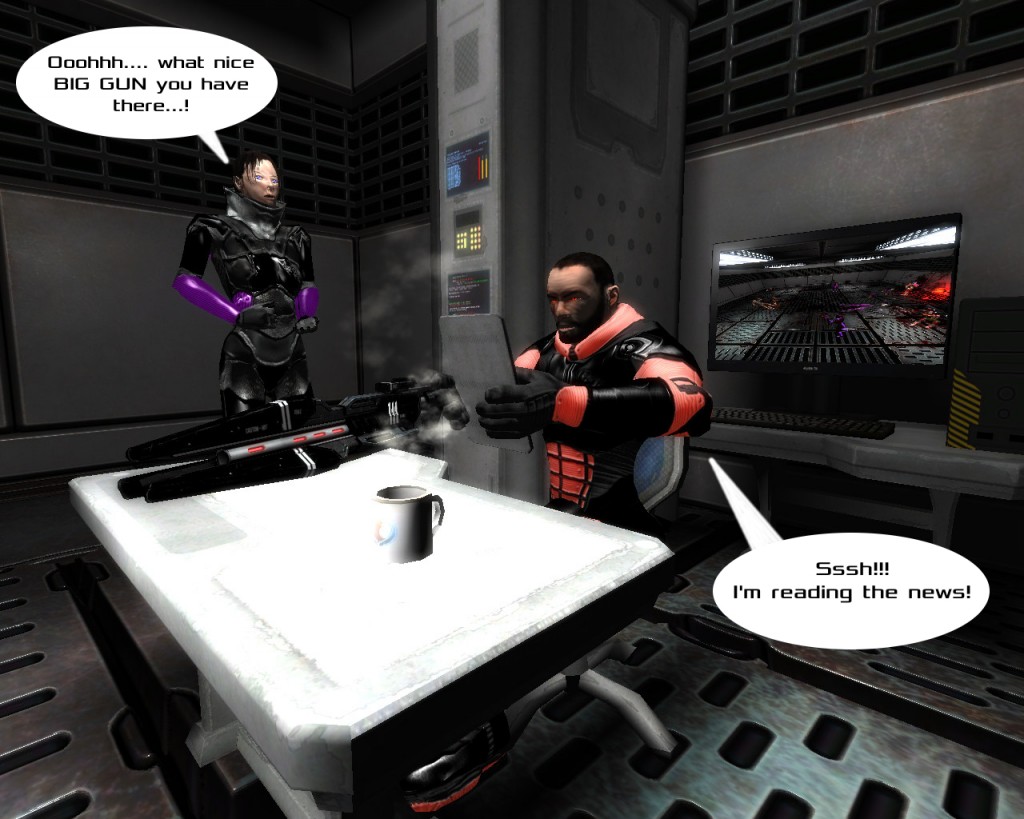 Ooohhh.... what nice
BIG GUN you have
there...!
Sssh!!!
I'm reading the news!